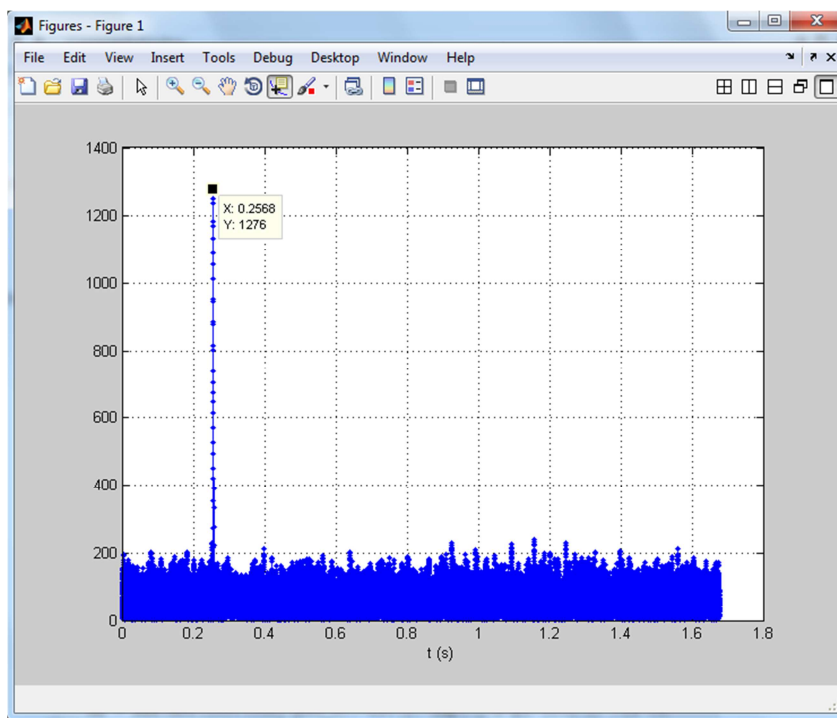 Figures - Figure 1
File Edit View Insert Tools Debug Desktop Window Help
1400
1200
1000
800
600
400
200
0
X: 0.2568
Y: 1276
0 0.2 0.4 0.6 0.8 1 1.2 1.4 1.6 1.8
t (s)